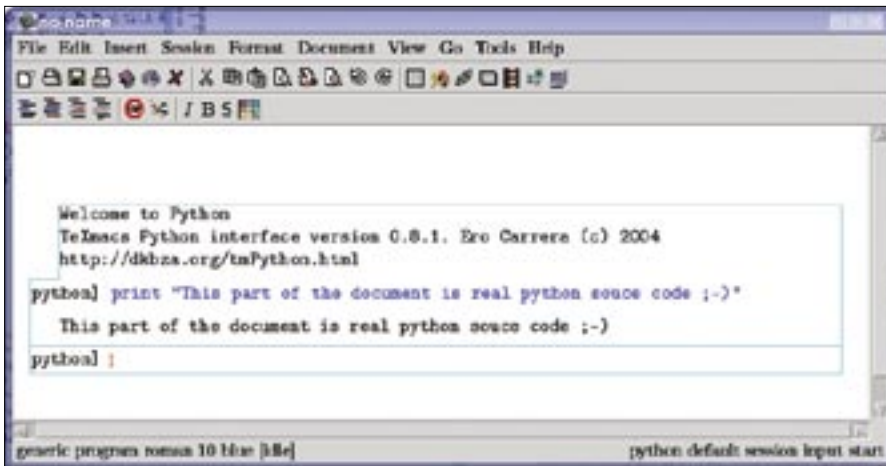 no name
File Edit Insert Session Format Document View Go Tools Help
I B S
Welcome to Python
TeXmacs Python interface version 0.8.1. Ero Carrera (c) 2004
http://dkbza.org/tmPython.html
python] print "This part of the document is real python souce code ;-)"
This part of the document is real python souce code ;-)
python]
generic program roman 10 blue [Idle]
python default session input start